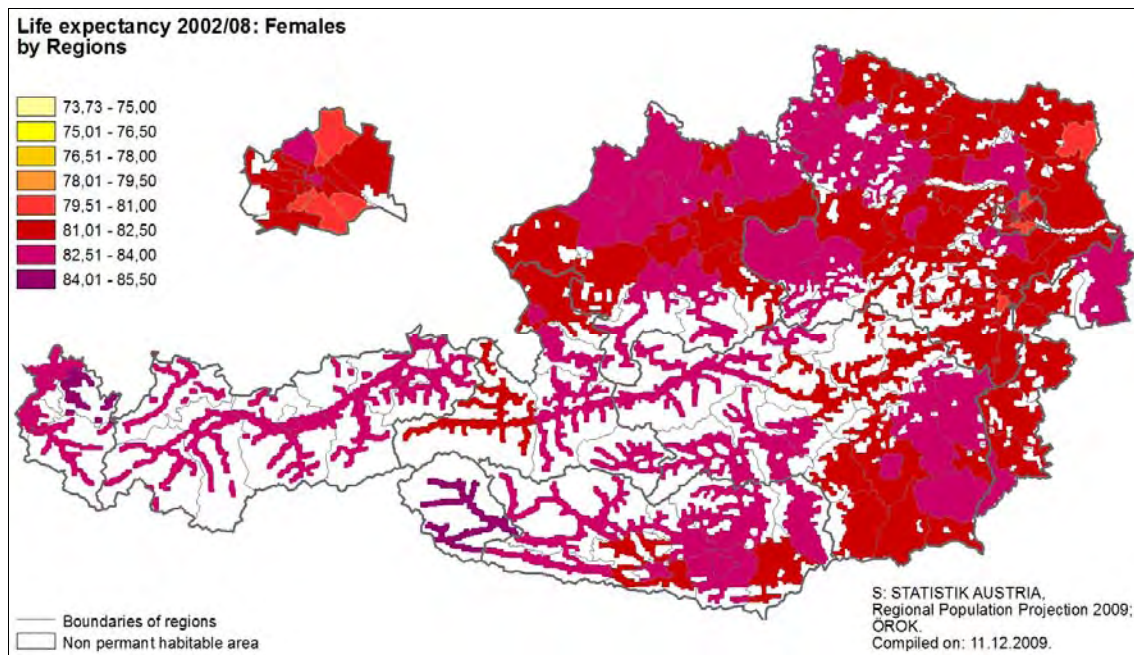 Life expectancy 2002/08: Females
by Regions
73,73 - 75,00
75,01 - 76,50
76,51 - 78,00
78,01 - 79,50
79,51 - 81,00
81,01 - 82,50
82,51 - 84,00
84,01 - 85,50
Boundaries of regions
Non permant habitable area
S: STATISTIK AUSTRIA,
Regional Population Projection 2009;
ÖROK.
Compiled on: 11.12.2009.